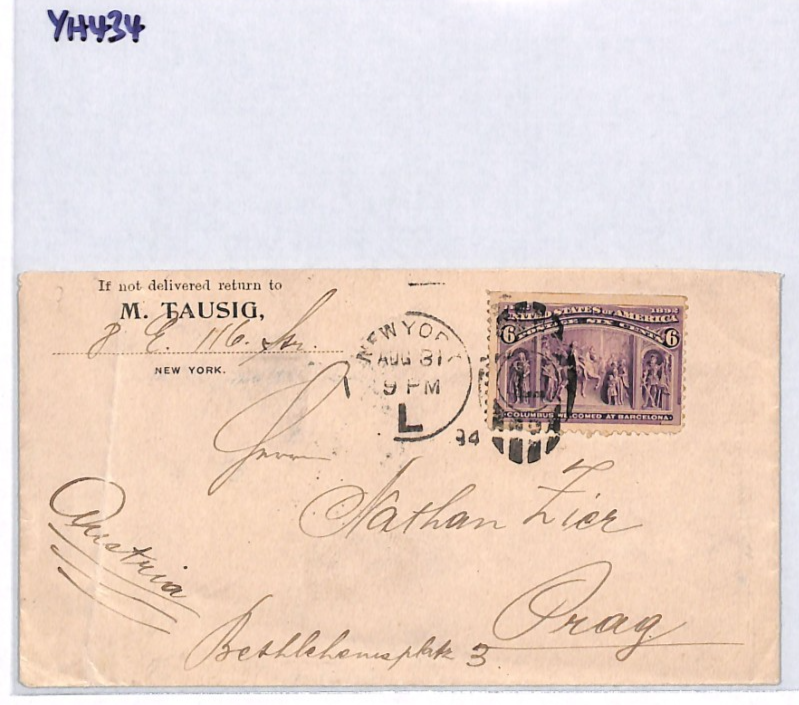 YH434
If not delivered return to
M. TAUSIG,
8 E. 116. Str.
NEW YORK.
NEW YORK
AUG 31
9 PM
L
94
1892
UNITED STATES OF AMERICA
POSTAGE SIX CENTS
6 6
COLUMBUS WELCOMED AT BARCELONA
Herrn
Nathan Zier
Austria
Prag
Bethlehemsplatz 3